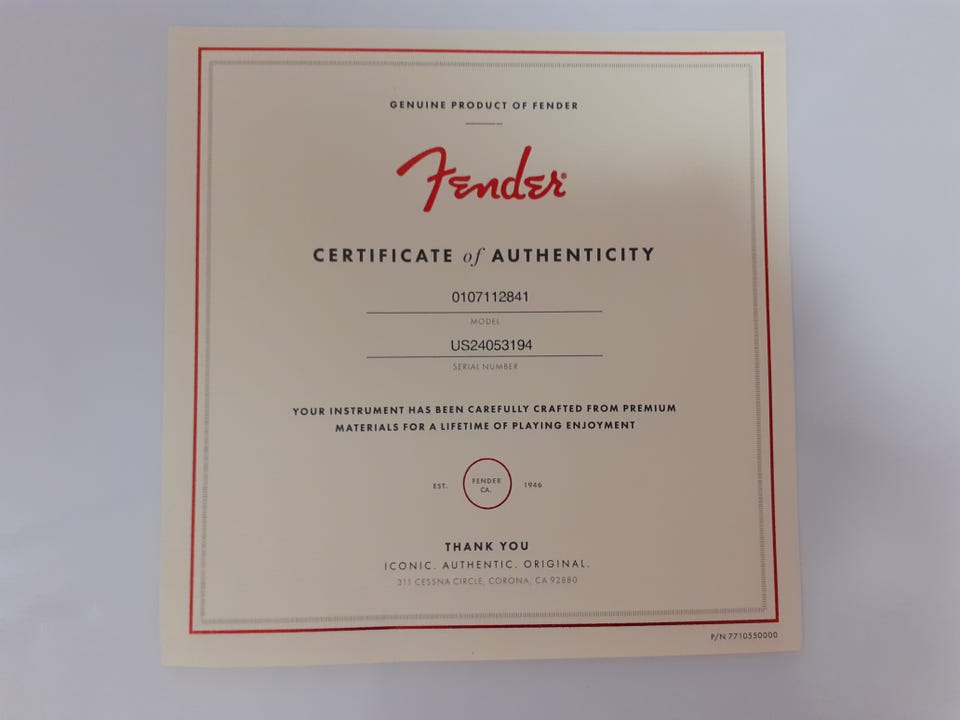 GENUINE PRODUCT OF FENDER
Fender®
CERTIFICATE of AUTHENTICITY
0107112841
MODEL
US24053194
SERIAL NUMBER
YOUR INSTRUMENT HAS BEEN CAREFULLY CRAFTED FROM PREMIUM
MATERIALS FOR A LIFETIME OF PLAYING ENJOYMENT
EST. FENDER CA. 1946
THANK YOU
ICONIC. AUTHENTIC. ORIGINAL.
311 CESSNA CIRCLE, CORONA, CA 92880
P/N 7710550000